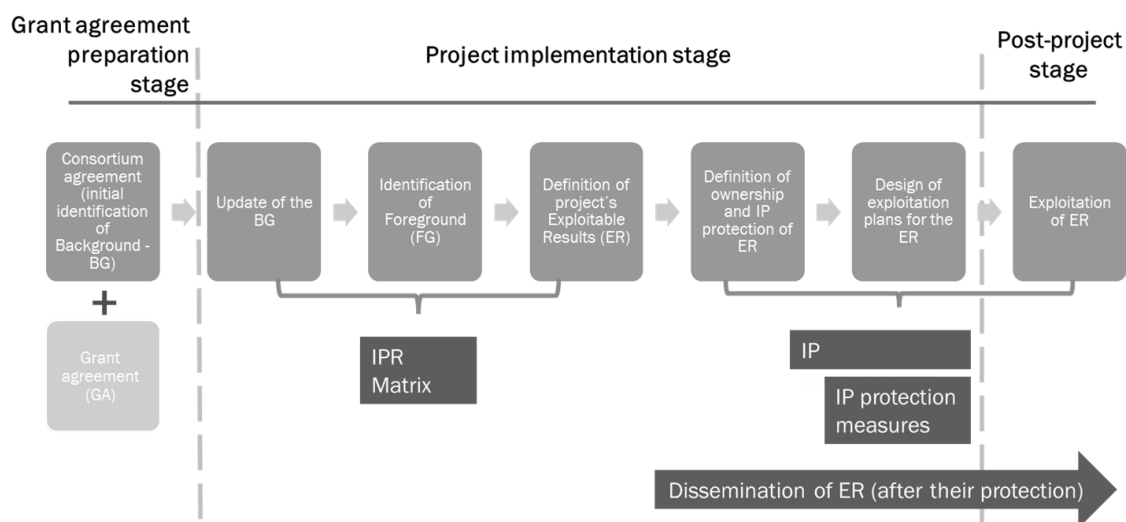 Grant agreement
preparation
stage
Project implementation stage
Post-project
stage
Consortium
agreement
(initial
identification
of
Background -
BG)
Update of the
BG
Identification
of
Foreground
(FG)
Definition of
project's
Exploitable
Results (ER)
Definition of
ownership
and IP
protection of
ER
Design of
exploitation
plans for the
ER
Exploitation
of ER
+
Grant
agreement
(GA)
IPR
Matrix
IP
IP protection
measures
Dissemination of ER (after their protection)